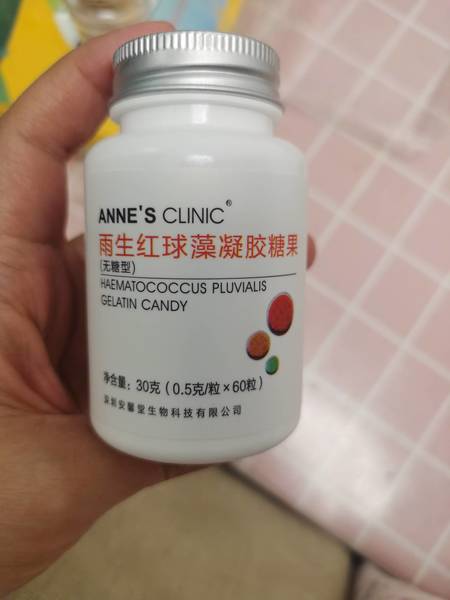 ANNE'S CLINIC®
雨生红球藻凝胶糖果
(无糖型)
HAEMATOCOCCUS PLUVIALIS
GELATIN CANDY
净含量：30克（0.5克/粒×60粒）
深圳安馨堂生物科技有限公司